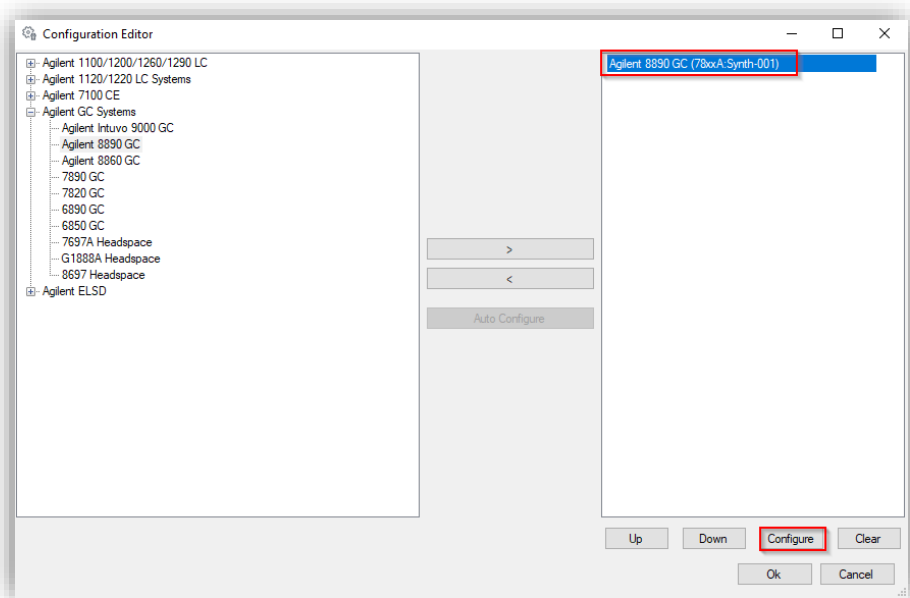 Configuration Editor
Agilent 1100/1200/1260/1290 LC
Agilent 1120/1220 LC Systems
Agilent 7100 CE
Agilent GC Systems
Agilent Intuvo 9000 GC
Agilent 8890 GC
Agilent 8860 GC
7890 GC
7820 GC
6890 GC
6850 GC
7697A Headspace
G1888A Headspace
8697 Headspace
Agilent ELSD
>
<
Auto Configure
Agilent 8890 GC (78xxA:Synth-001)
Up Down Configure Clear
Ok Cancel